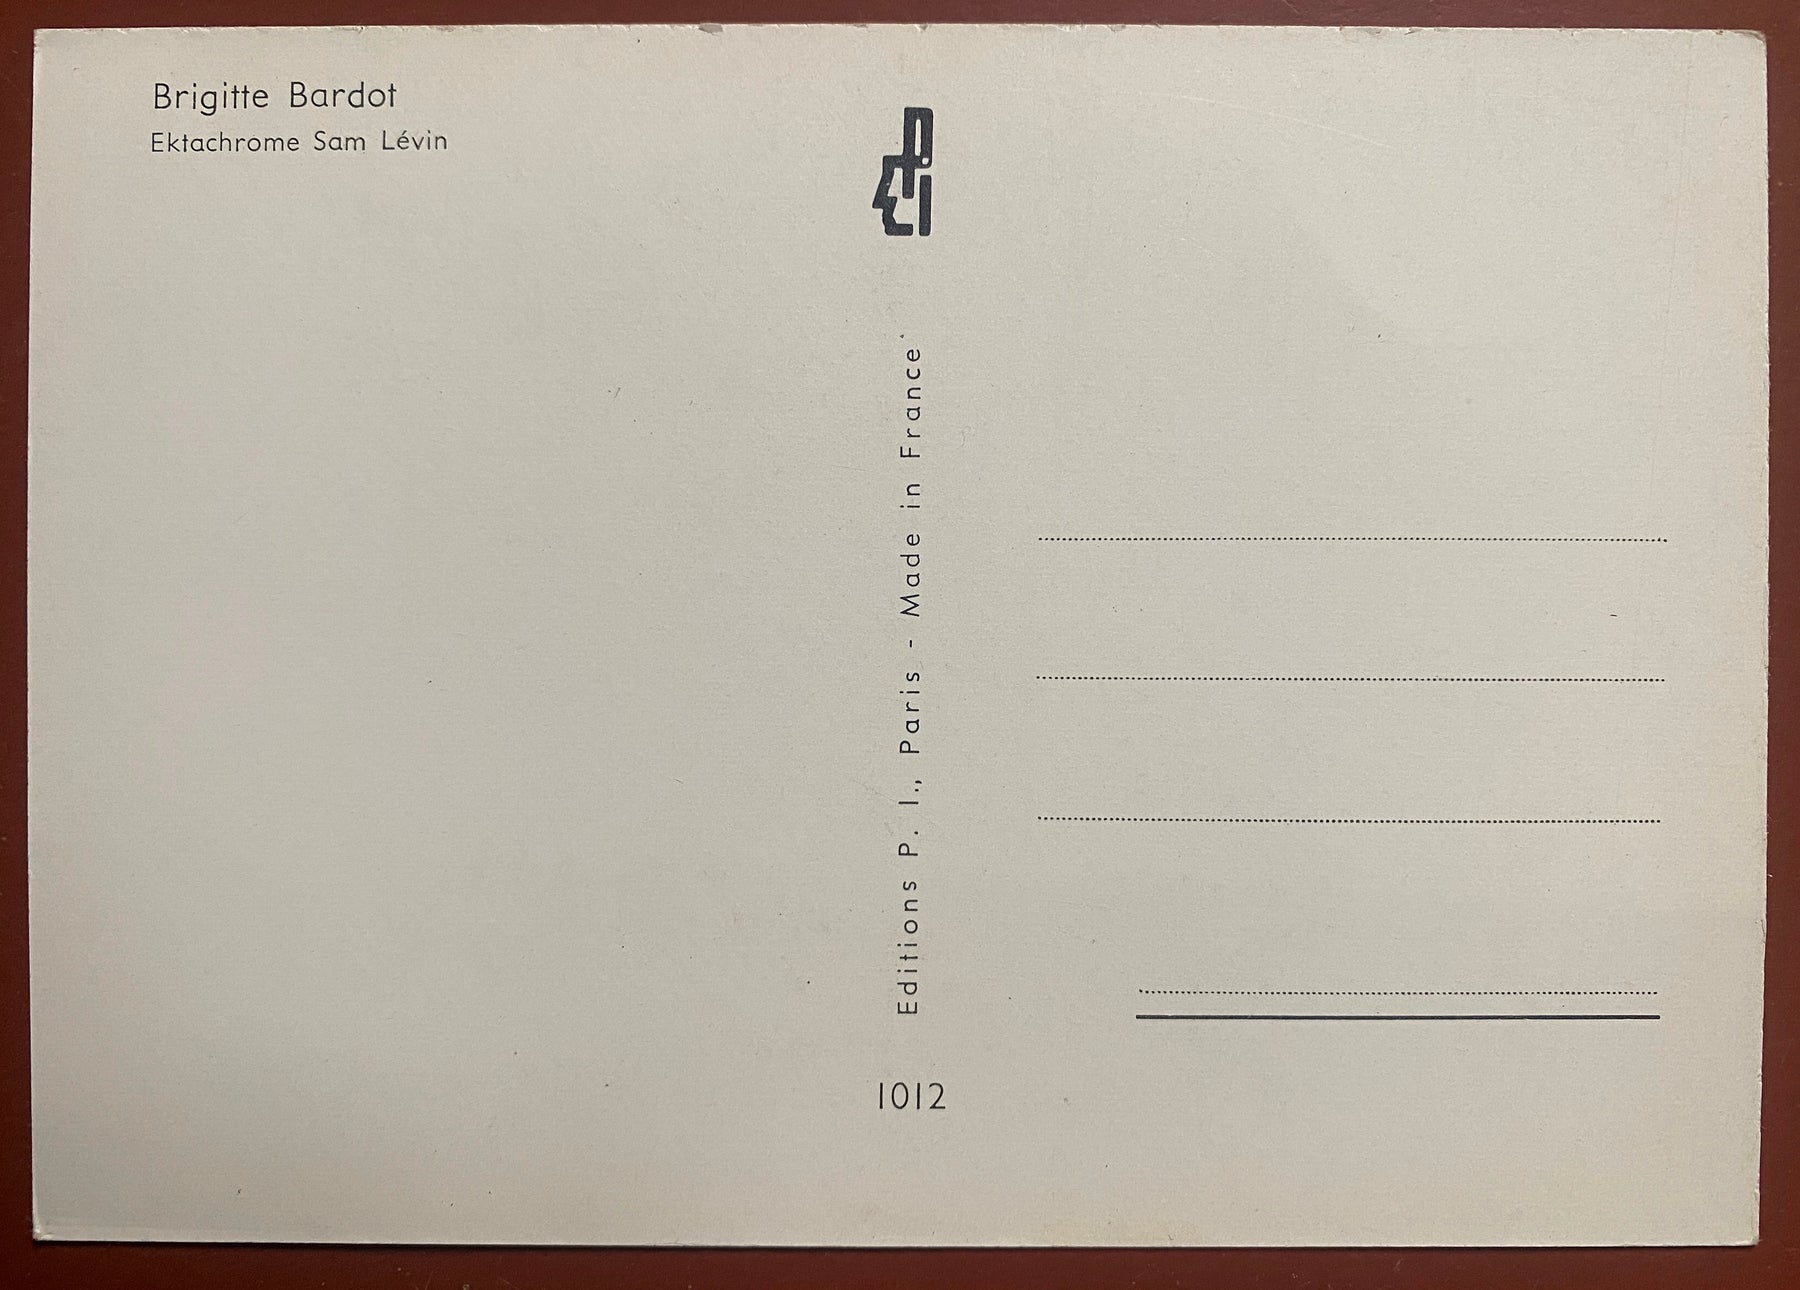 Brigitte Bardot
Ektachrome Sam Lévin
Editions P. I., Paris - Made in France
1012